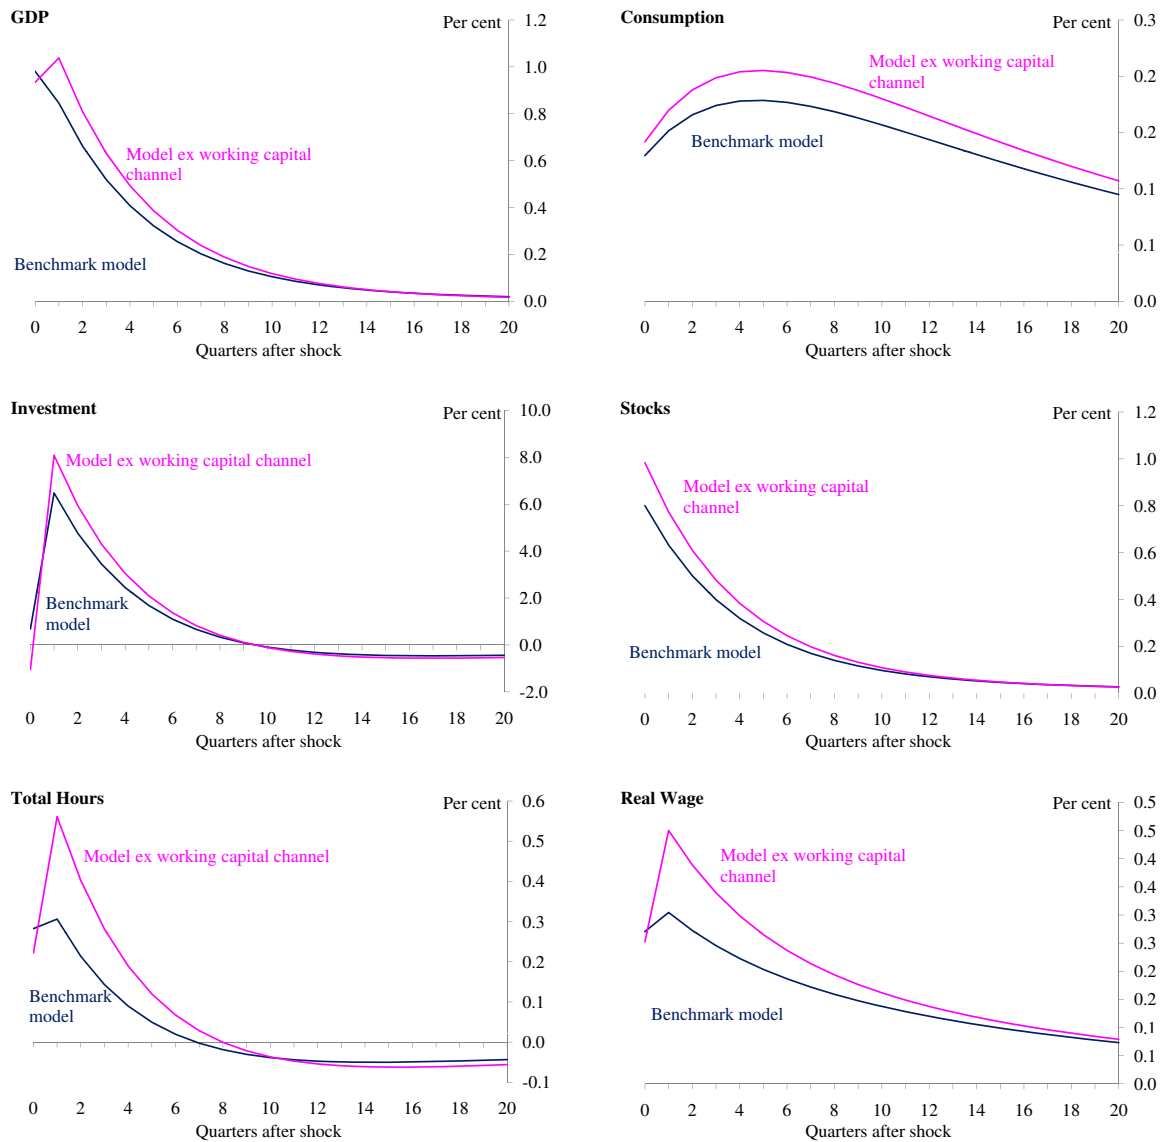 GDP
Per cent
1.2
1.0
0.8
0.6
0.4
0.2
0.0
Model ex working capital
channel
Benchmark model
0 2 4 6 8 10 12 14 16 18 20
Quarters after shock
Consumption
Per cent
0.3
0.2
0.2
0.1
0.1
0.0
Model ex working capital
channel
Benchmark model
0 2 4 6 8 10 12 14 16 18 20
Quarters after shock
Investment
Per cent
10.0
8.0
6.0
4.0
2.0
0.0
-2.0
Model ex working capital channel
Benchmark
model
0 2 4 6 8 10 12 14 16 18 20
Quarters after shock
Stocks
Per cent
1.2
1.0
0.8
0.6
0.4
0.2
0.0
Model ex working capital
channel
Benchmark model
0 2 4 6 8 10 12 14 16 18 20
Quarters after shock
Total Hours
Per cent
0.6
0.5
0.4
0.3
0.2
0.1
0.0
-0.1
Model ex working capital channel
Benchmark
model
0 2 4 6 8 10 12 14 16 18 20
Quarters after shock
Real Wage
Per cent
0.5
0.5
0.4
0.4
0.3
0.3
0.2
0.2
0.1
0.1
0.0
Model ex working capital
channel
Benchmark model
0 2 4 6 8 10 12 14 16 18 20
Quarters after shock